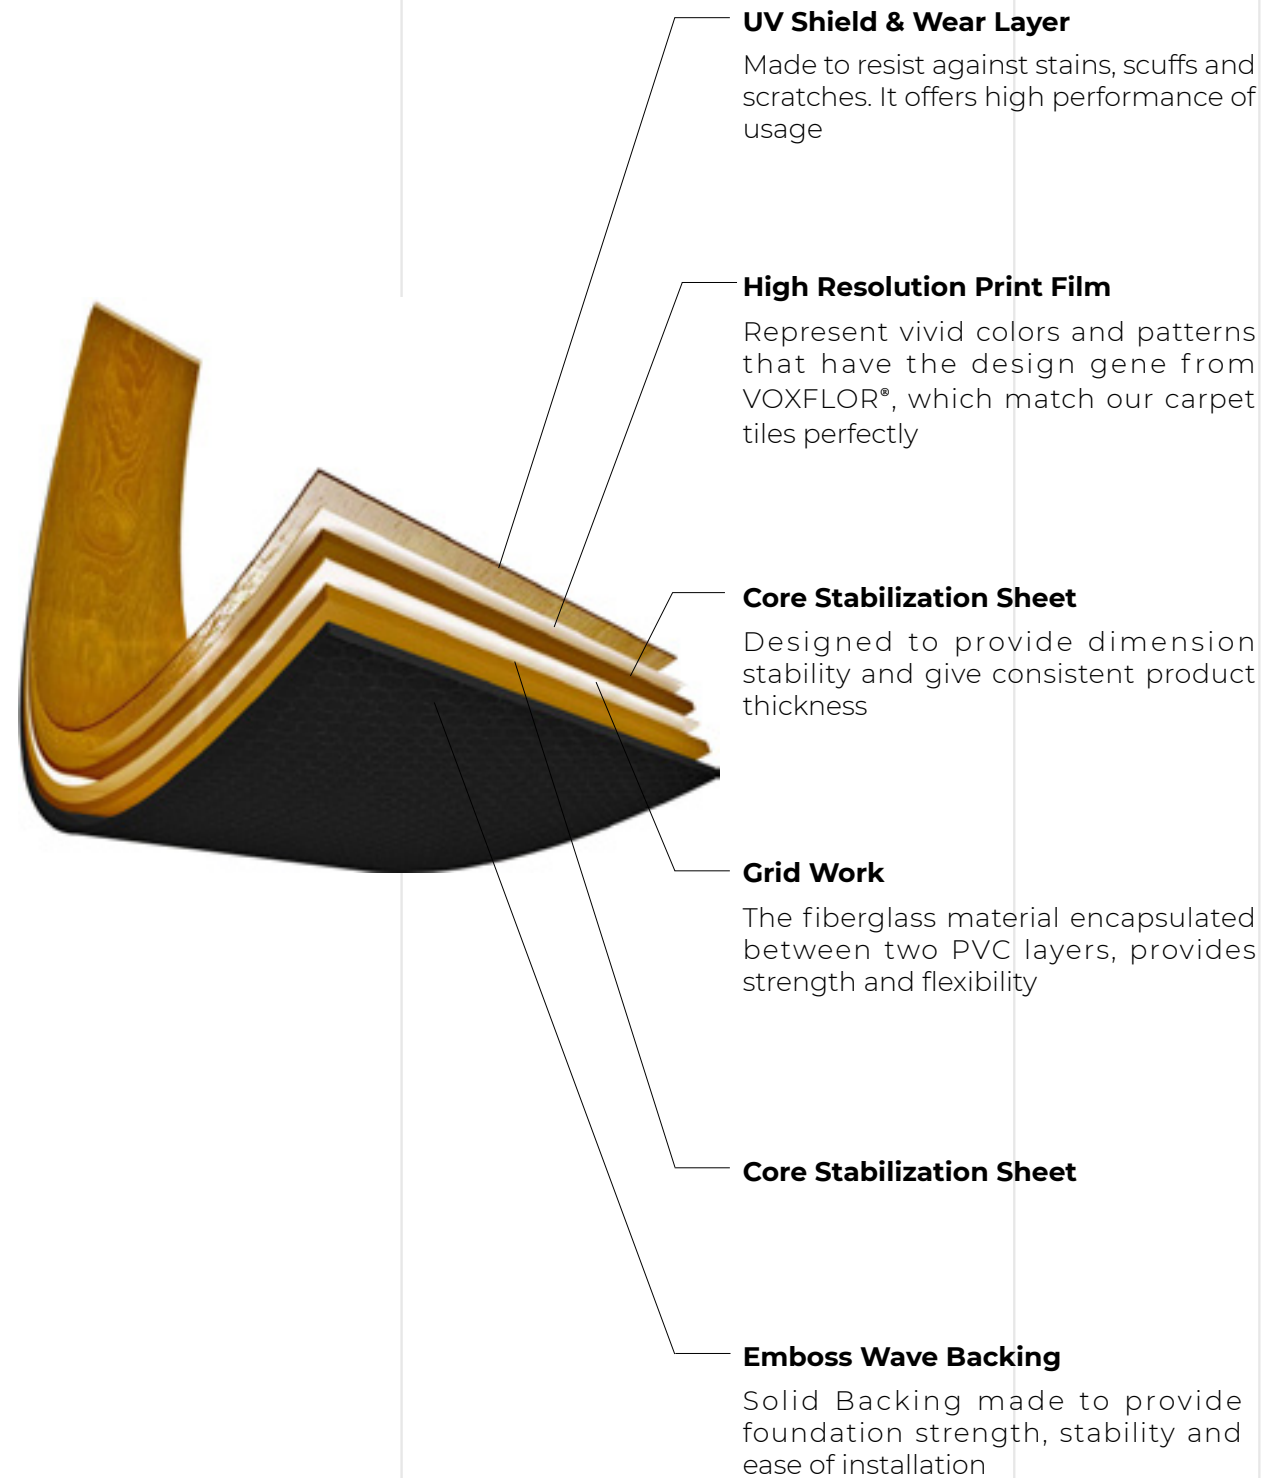 UV Shield & Wear Layer
Made to resist against stains, scuffs and
scratches. It offers high performance of
usage
High Resolution Print Film
Represent vivid colors and patterns
that have the design gene from
VOXFLOR®, which match our carpet
tiles perfectly
Core Stabilization Sheet
Designed to provide dimension
stability and give consistent product
thickness
Grid Work
The fiberglass material encapsulated
between two PVC layers, provides
strength and flexibility
Core Stabilization Sheet
Emboss Wave Backing
Solid Backing made to provide
foundation strength, stability and
ease of installation